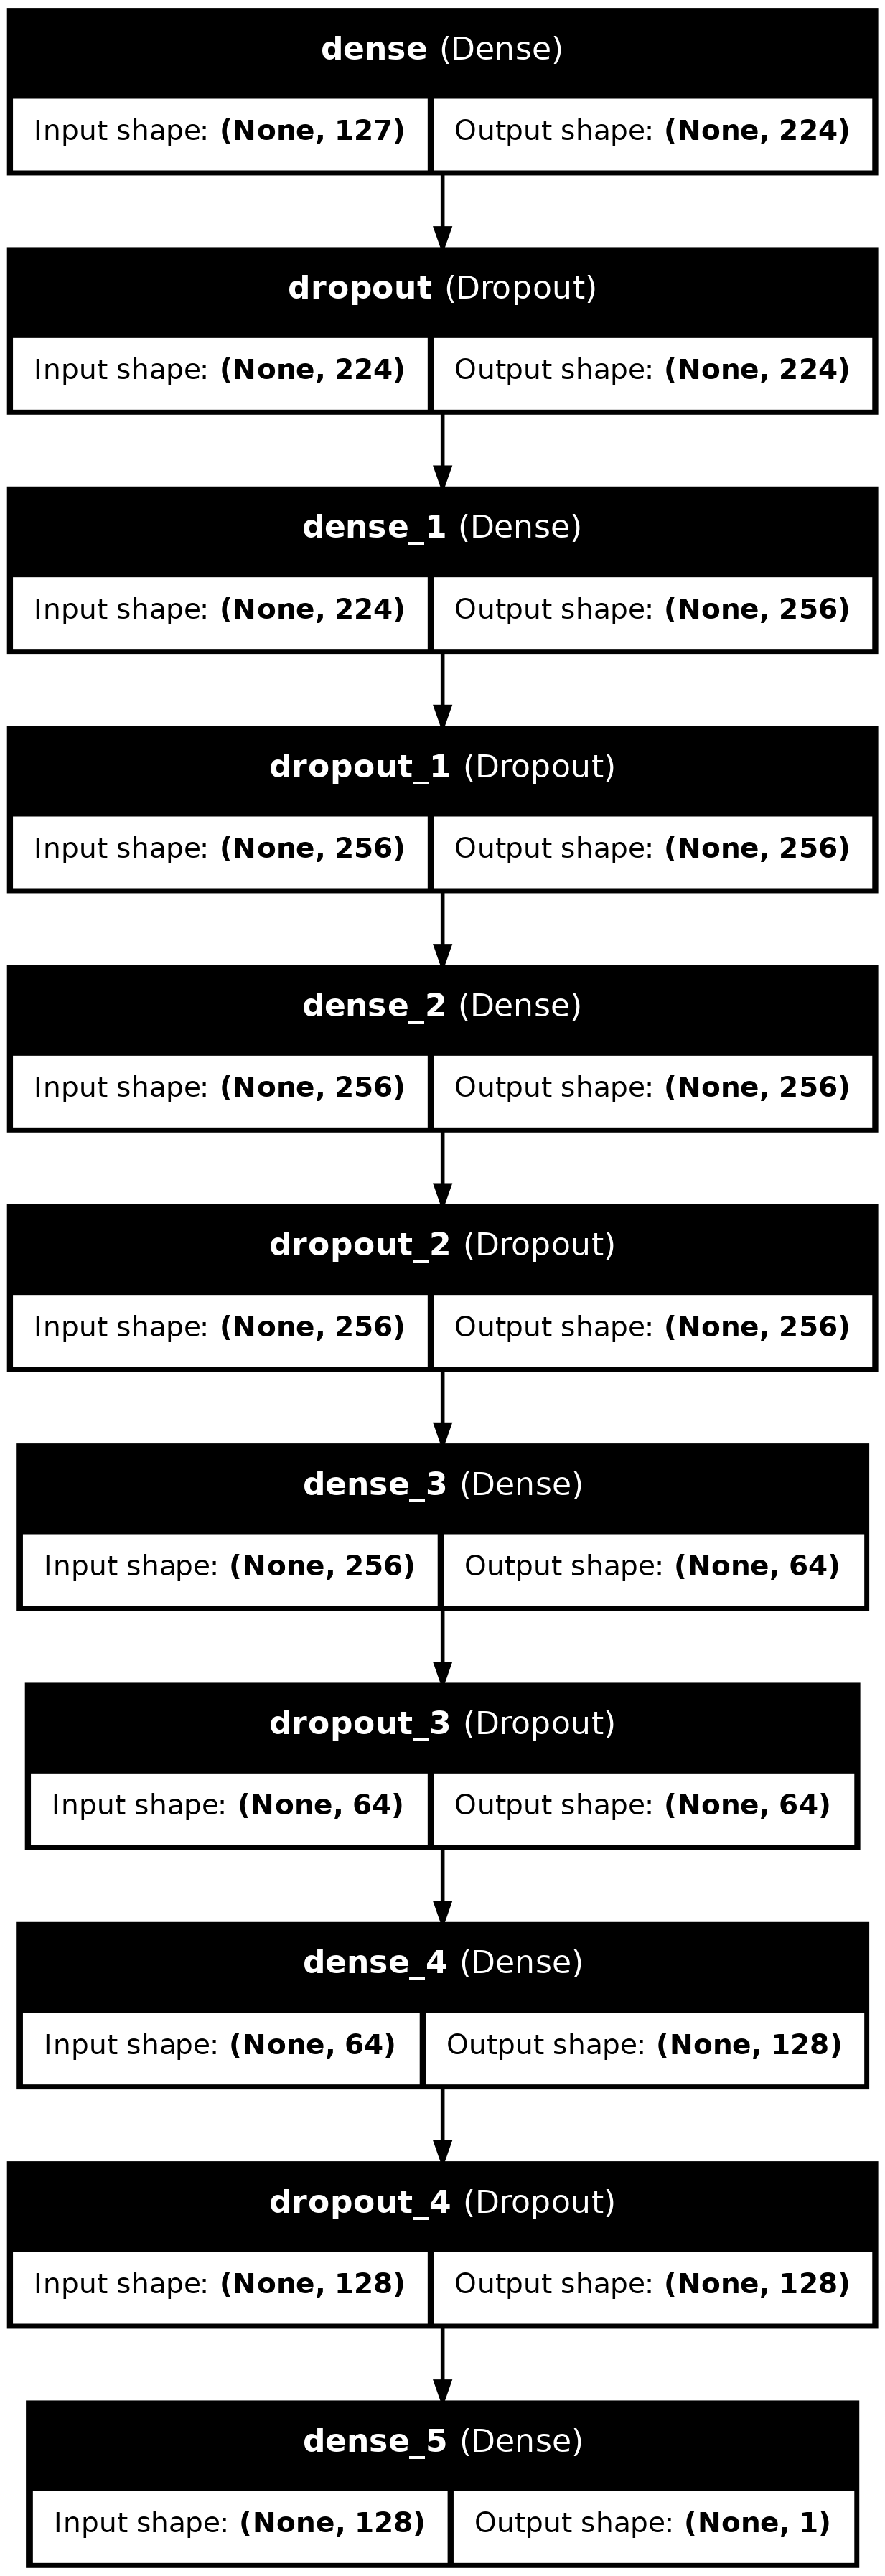 dense (Dense)
Input shape: (None, 127) Output shape: (None, 224)
dropout (Dropout)
Input shape: (None, 224) Output shape: (None, 224)
dense_1 (Dense)
Input shape: (None, 224) Output shape: (None, 256)
dropout_1 (Dropout)
Input shape: (None, 256) Output shape: (None, 256)
dense_2 (Dense)
Input shape: (None, 256) Output shape: (None, 256)
dropout_2 (Dropout)
Input shape: (None, 256) Output shape: (None, 256)
dense_3 (Dense)
Input shape: (None, 256) Output shape: (None, 64)
dropout_3 (Dropout)
Input shape: (None, 64) Output shape: (None, 64)
dense_4 (Dense)
Input shape: (None, 64) Output shape: (None, 128)
dropout_4 (Dropout)
Input shape: (None, 128) Output shape: (None, 128)
dense_5 (Dense)
Input shape: (None, 128) Output shape: (None, 1)